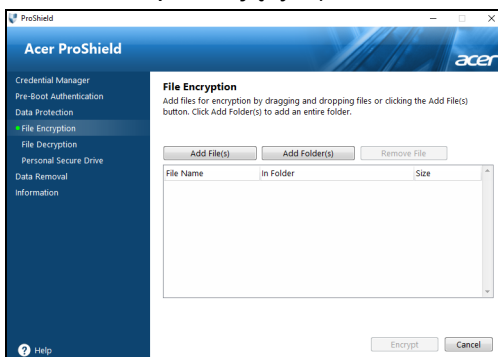 ProShield
Acer ProShield
acer
Credential Manager
Pre-Boot Authentication
Data Protection
File Encryption
File Decryption
Personal Secure Drive
Data Removal
Information
Help
File Encryption
Add files for encryption by dragging and dropping files or clicking the Add File(s)
button. Click Add Folder(s) to add an entire folder.
Add File(s) Add Folder(s) Remove File
File Name In Folder Size
Encrypt Cancel